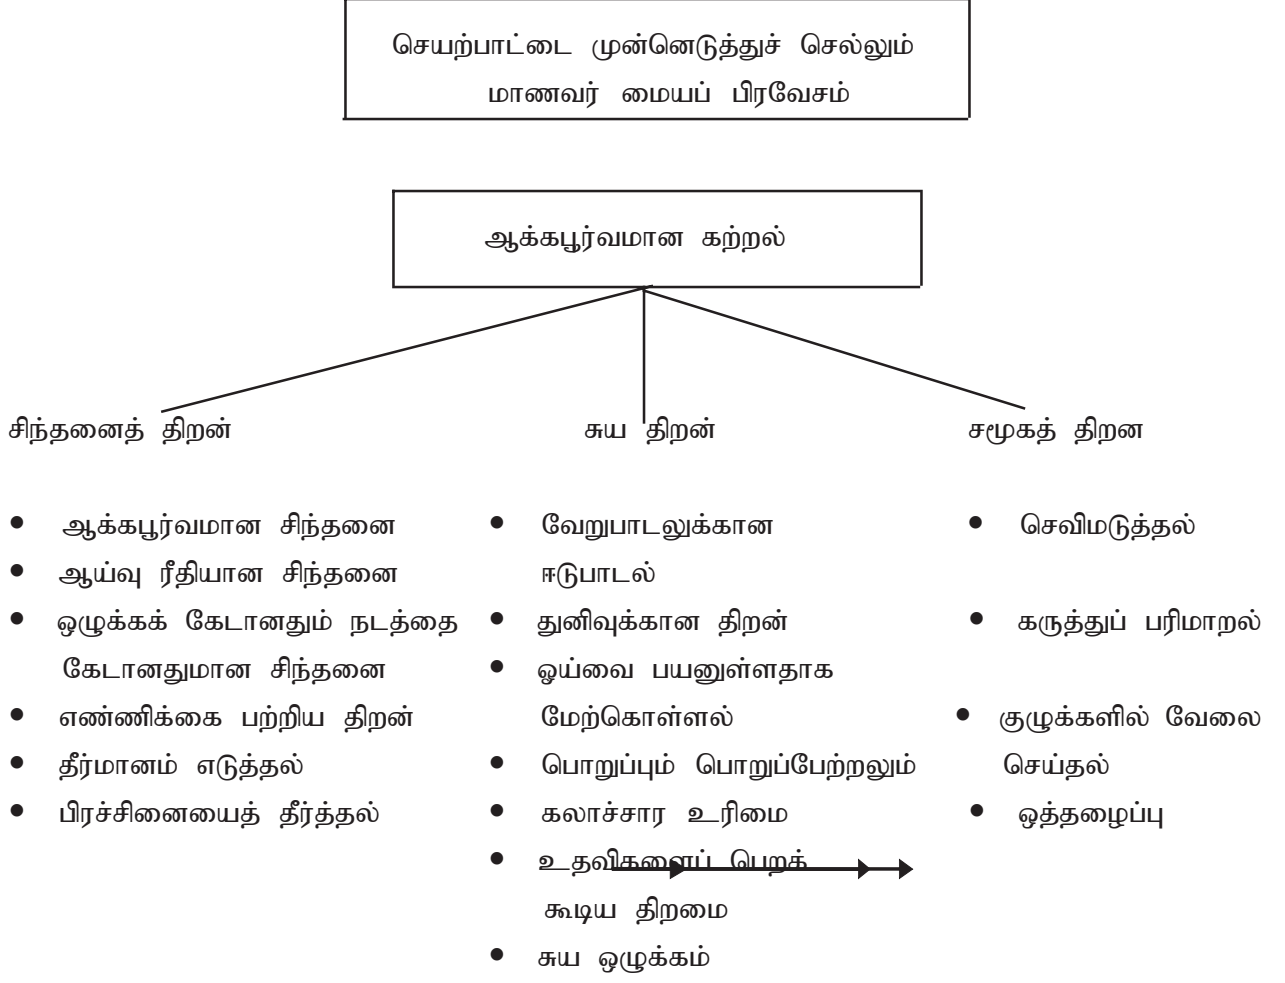 செயற்பாட்டை முன்னெடுத்துச் செல்லும்
மாணவர் மையப் பிரவேசம்
ஆக்கபூர்வமான கற்றல்
சிந்தனைத் திறன்
• ஆக்கபூர்வமான சிந்தனை
• ஆய்வு ரீதியான சிந்தனை
• ஒழுக்கக் கேடானதும் நடத்தை
கேடானதுமான சிந்தனை
• எண்ணிக்கை பற்றிய திறன்
• தீர்மானம் எடுத்தல்
• பிரச்சினையைத் தீர்த்தல்
சுய திறன்
• வேறுபாடலுக்கான
ஈடுபாடல்
• துனிவுக்கான திறன்
• ஓய்வை பயனுள்ளதாக
மேற்கொள்ளல்
• பொறுப்பும் பொறுப்பேற்றலும்
• கலாச்சார உரிமை
• உதவிகளைப் பெறக்
கூடிய திறமை
• சுய ஒழுக்கம்
சமூகத் திறன
• செவிமடுத்தல்
• கருத்துப் பரிமாறல்
• குழுக்களில் வேலை
செய்தல்
• ஒத்தழைப்பு